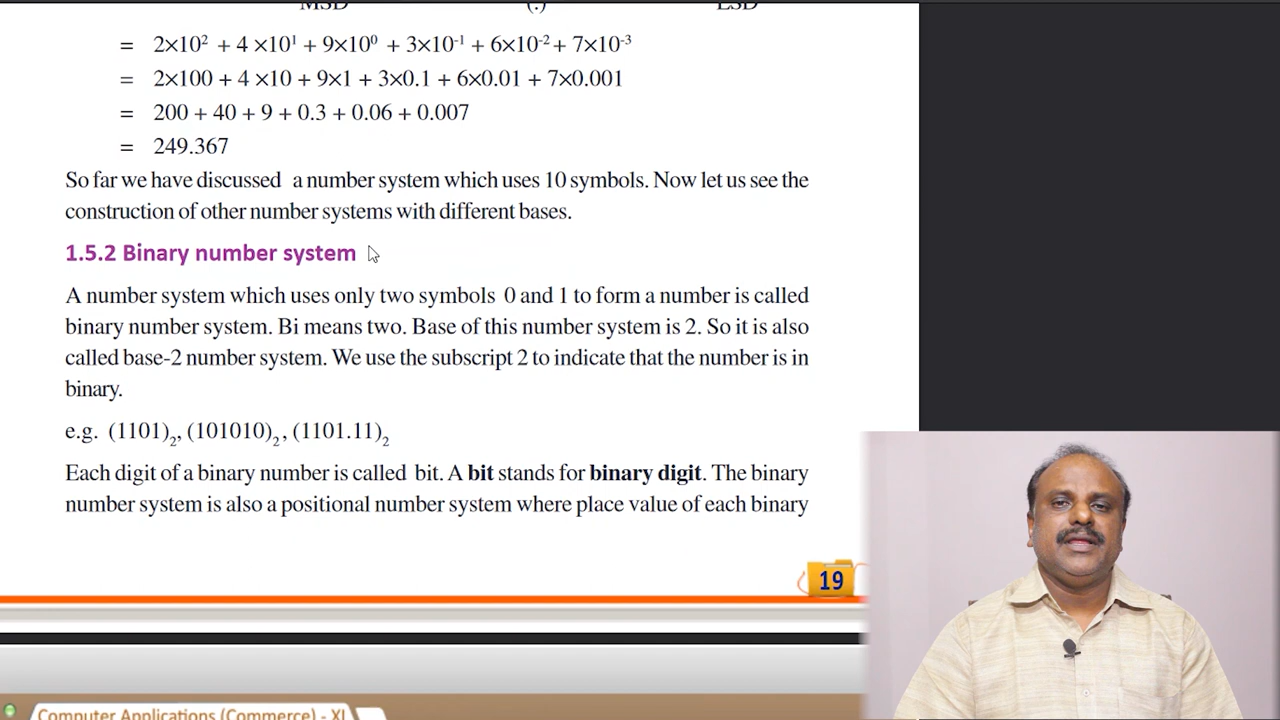 MSD (.) LSD
= 2×10² + 4 ×10¹ + 9×10⁰ + 3×10⁻¹ + 6×10⁻² + 7×10⁻³
= 2×100 + 4 ×10 + 9×1 + 3×0.1 + 6×0.01 + 7×0.001
= 200 + 40 + 9 + 0.3 + 0.06 + 0.007
= 249.367
So far we have discussed a number system which uses 10 symbols. Now let us see the
construction of other number systems with different bases.
1.5.2 Binary number system
A number system which uses only two symbols 0 and 1 to form a number is called
binary number system. Bi means two. Base of this number system is 2. So it is also
called base-2 number system. We use the subscript 2 to indicate that the number is in
binary.
e.g. (1101)₂, (101010)₂, (1101.11)₂
Each digit of a binary number is called bit. A bit stands for binary digit. The binary
number system is also a positional number system where place value of each binary
19
Computer Applications (Commerce) - XI